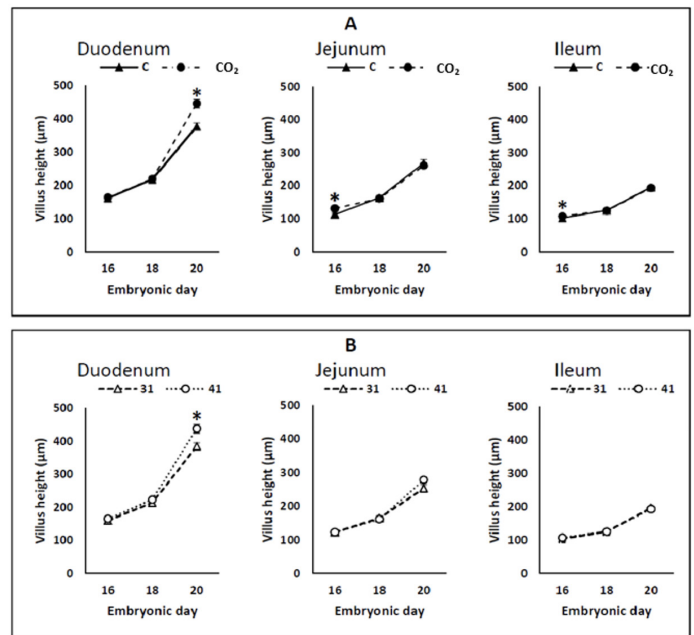 A
Duodenum Jejunum Ileum
C CO₂ C CO₂ C CO₂
500 500 500
400 400 400
300 300 300
200 200 200
100 100 100
0 0 0
Villus height (µm) Villus height (µm) Villus height (µm)
* * *
16 18 20 16 18 20 16 18 20
Embryonic day Embryonic day Embryonic day
B
Duodenum Jejunum Ileum
31 41 31 41 31 41
500 500 500
400 400 400
300 300 300
200 200 200
100 100 100
0 0 0
Villus height (µm) Villus height (µm) Villus height (µm)
*
16 18 20 16 18 20 16 18 20
Embryonic day Embryonic day Embryonic day